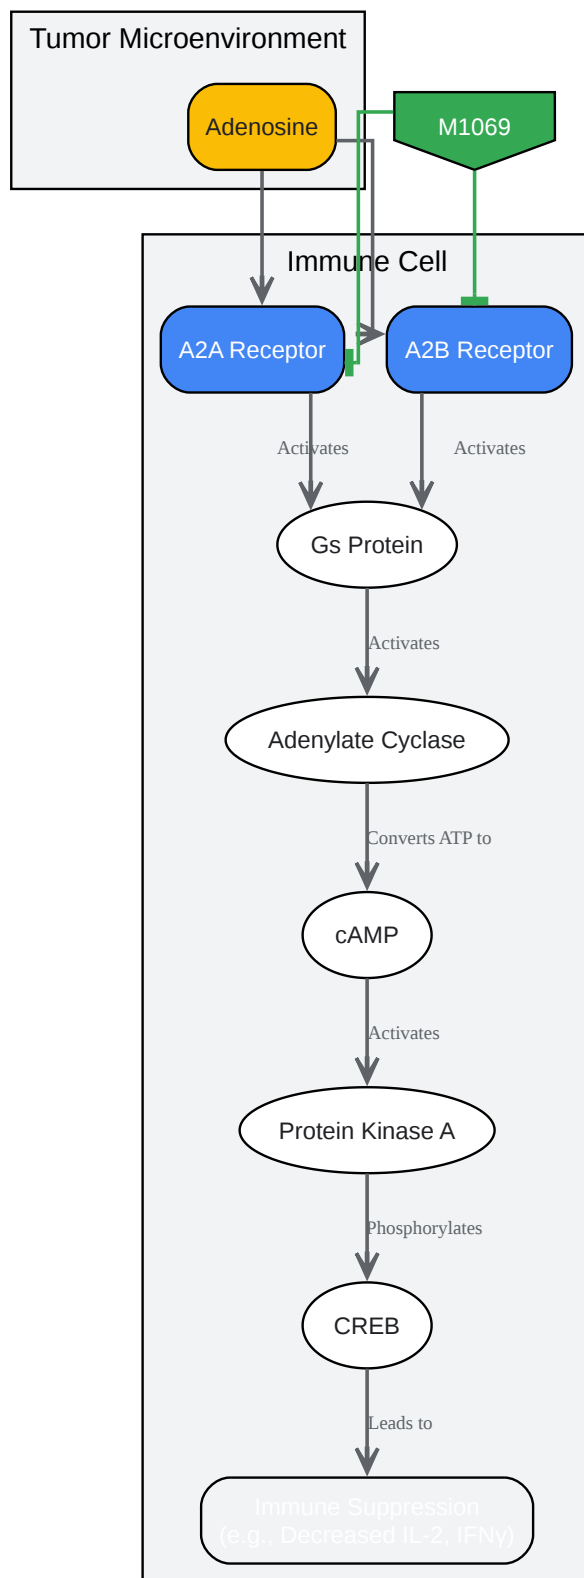 Tumor Microenvironment
Adenosine
M1069
Immune Cell
A2A Receptor
A2B Receptor
Activates
Activates
Gs Protein
Activates
Adenylate Cyclase
Converts ATP to
cAMP
Activates
Protein Kinase A
Phosphorylates
CREB
Leads to
Immune Suppression
(e.g., Decreased IL-2, IFNγ)